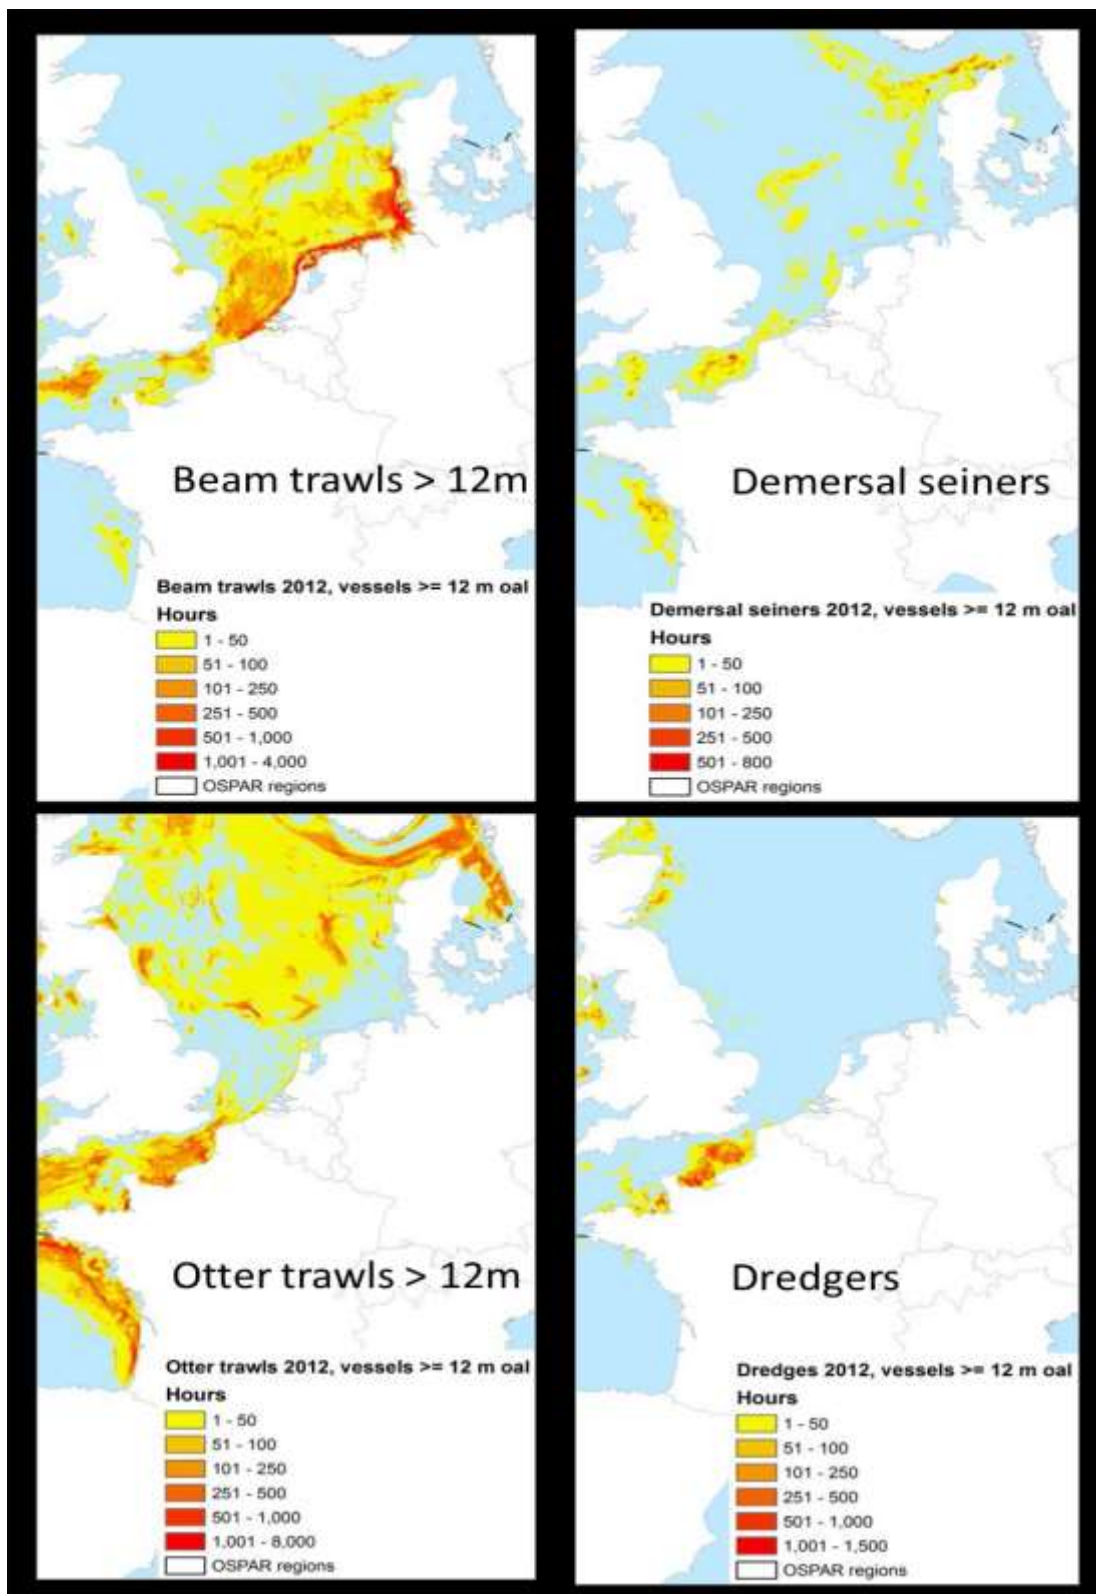 Beam trawls > 12m
Beam trawls 2012, vessels >= 12 m oal
Hours
1 - 50
51 - 100
101 - 250
251 - 500
501 - 1,000
1,001 - 4,000
OSPAR regions
Demersal seiners
Demersal seiners 2012, vessels >= 12 m oal
Hours
1 - 50
51 - 100
101 - 250
251 - 500
501 - 800
OSPAR regions
Otter trawls > 12m
Otter trawls 2012, vessels >= 12 m oal
Hours
1 - 50
51 - 100
101 - 250
251 - 500
501 - 1,000
1,001 - 8,000
OSPAR regions
Dredgers
Dredges 2012, vessels >= 12 m oal
Hours
1 - 50
51 - 100
101 - 250
251 - 500
501 - 1,000
1,001 - 1,500
OSPAR regions